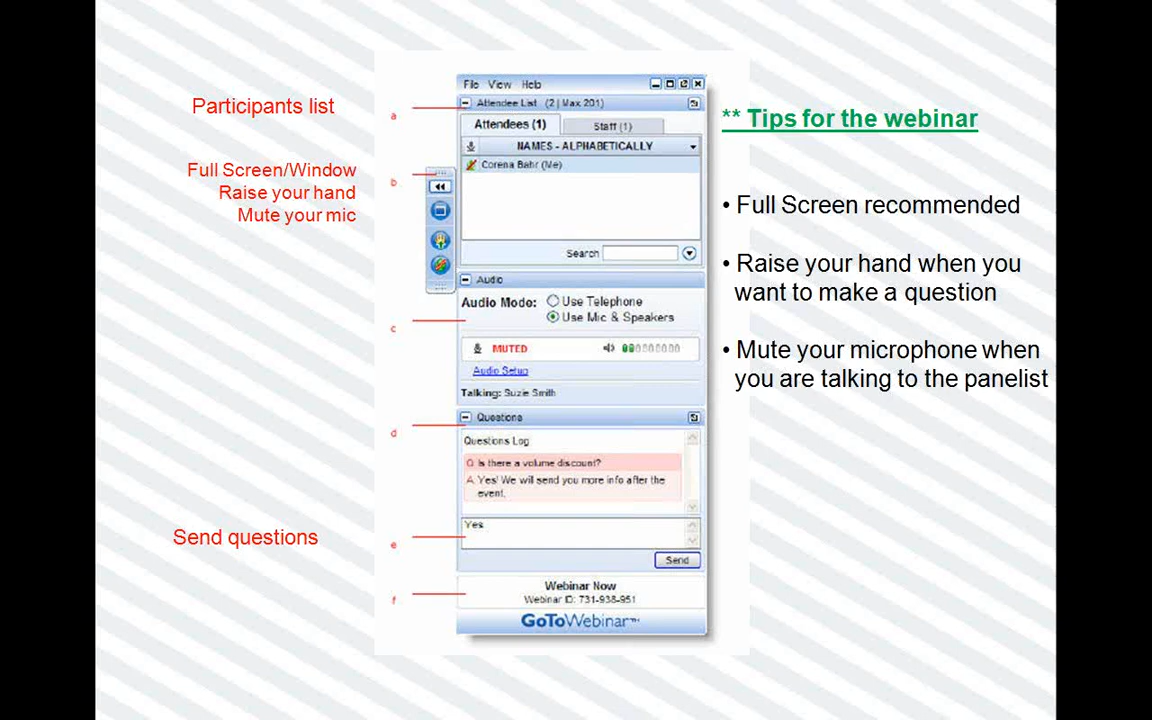 Participants list
Full Screen/Window
Raise your hand
Mute your mic
Send questions
a
b
c
d
e
f
File View Help
Attendee List (2 | Max 201)
Attendees (1)
Staff (1)
NAMES - ALPHABETICALLY
Corena Bahr (Me)
Search
Audio
Audio Mode:
Use Telephone
Use Mic & Speakers
MUTED
Audio Setup
Talking: Suzie Smith
Questions
Questions Log
Q Is there a volume discount?
A Yes! We will send you more info after the
event.
Yes
Send
Webinar Now
Webinar ID: 731-938-951
GoToWebinar™
** Tips for the webinar
• Full Screen recommended
• Raise your hand when you
want to make a question
• Mute your microphone when
you are talking to the panelist